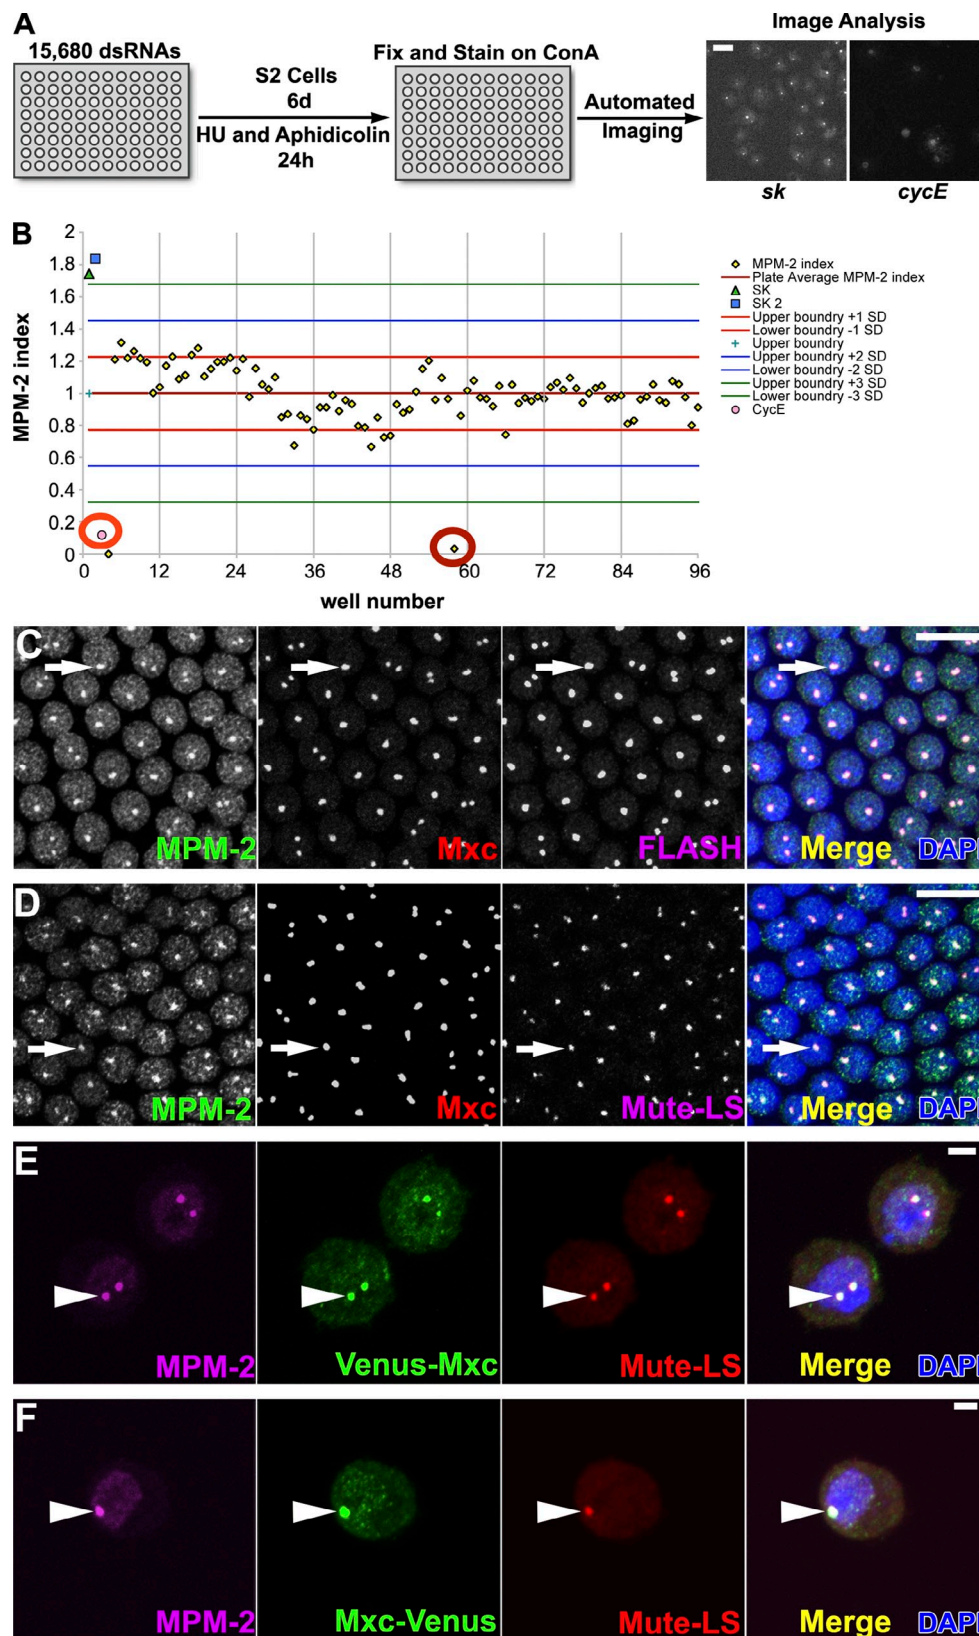 A
15,680 dsRNAs
S2 Cells
6d
HU and Aphidicolin
24h
Fix and Stain on ConA
Automated
Imaging
Image Analysis
sk
cycE
B
MPM-2 index
2
1.8
1.6
1.4
1.2
1
0.8
0.6
0.4
0.2
0
0
12
24
36
48
60
72
84
96
well number
MPM-2 index
Plate Average MPM-2 index
SK
SK 2
Upper boundry +1 SD
Lower boundry -1 SD
Upper boundry
Upper boundry +2 SD
Lower boundry -2 SD
Upper boundry +3 SD
Lower boundry -3 SD
CycE
C
MPM-2
Mxc
FLASH
Merge
DAPI
D
MPM-2
Mxc
Mute-LS
Merge
DAPI
E
MPM-2
Venus-Mxc
Mute-LS
Merge
DAPI
F
MPM-2
Mxc-Venus
Mute-LS
Merge
DAPI